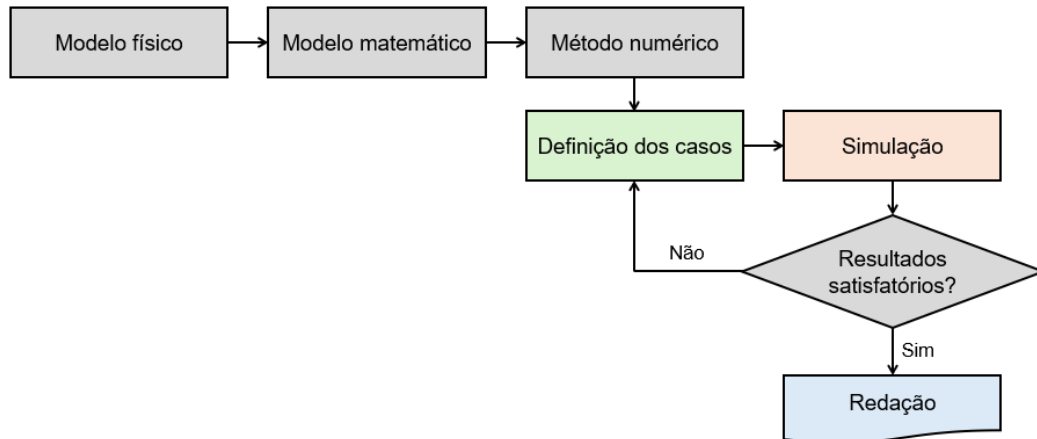 Modelo físico
Modelo matemático
Método numérico
Definição dos casos
Simulação
Não
Resultados
satisfatórios?
Sim
Redação